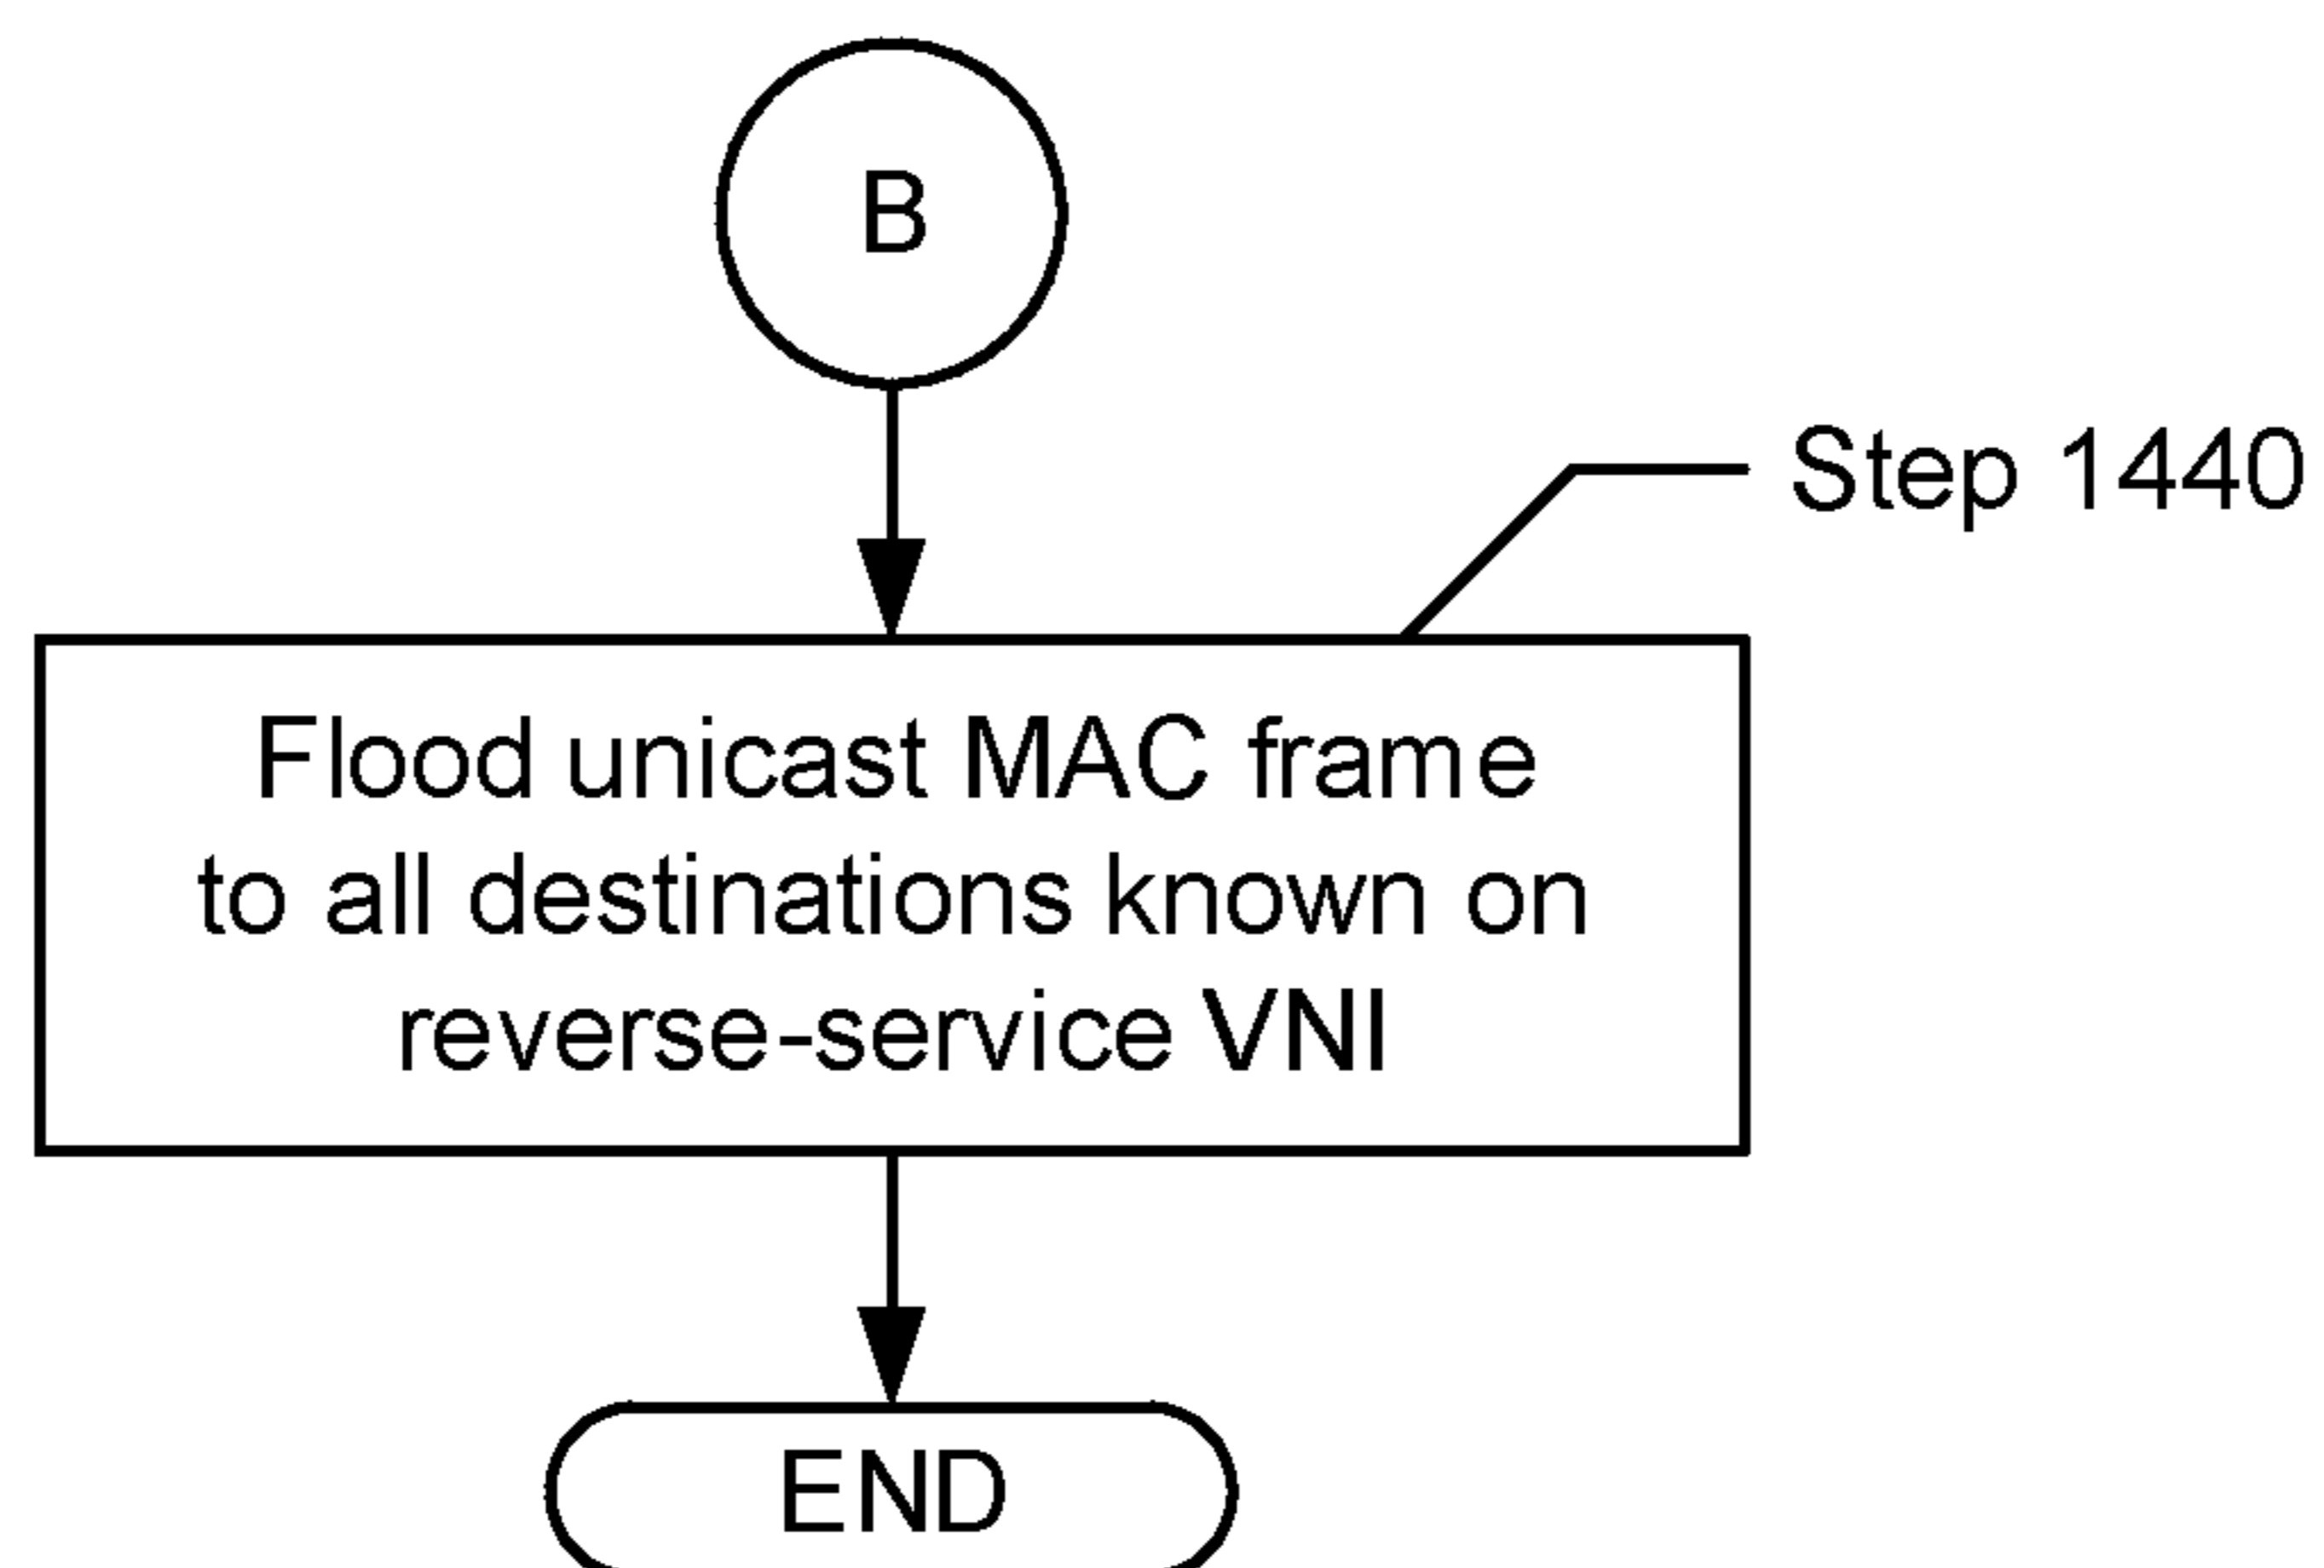 B
Step 1440
Flood unicast MAC frame
to all destinations known on
reverse-service VNI
END